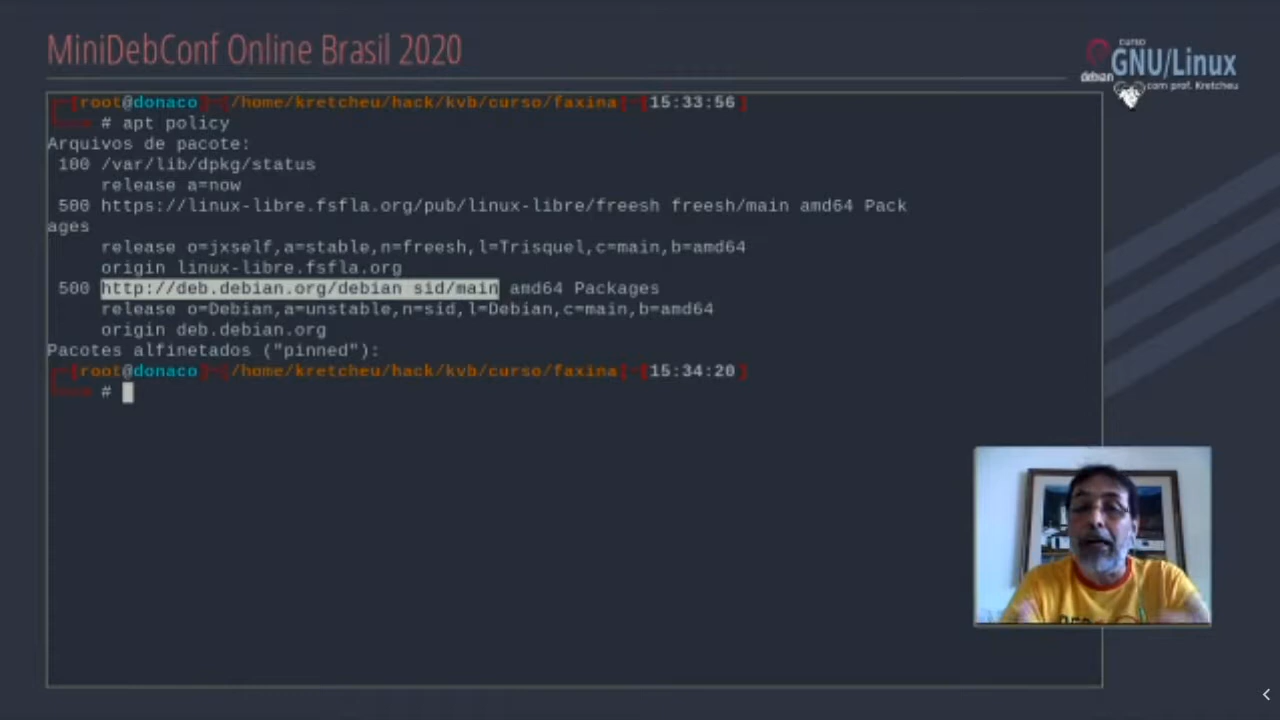 MiniDebConf Online Brasil 2020
curso
GNU/Linux
debian
com prof. Kretcheu
[root@donaco]-[/home/kretcheu/hack/kvb/curso/faxina[-[15:33:56]
# apt policy
Arquivos de pacote:
100 /var/lib/dpkg/status
release a=now
500 https://linux-libre.fsfla.org/pub/linux-libre/freesh freesh/main amd64 Pack
ages
release o=jxself,a=stable,n=freesh,l=Trisquel,c=main,b=amd64
origin linux-libre.fsfla.org
500 http://deb.debian.org/debian sid/main amd64 Packages
release o=Debian,a=unstable,n=sid,l=Debian,c=main,b=amd64
origin deb.debian.org
Pacotes alfinetados ("pinned"):
[root@donaco]-[/home/kretcheu/hack/kvb/curso/faxina[-[15:34:20]
#